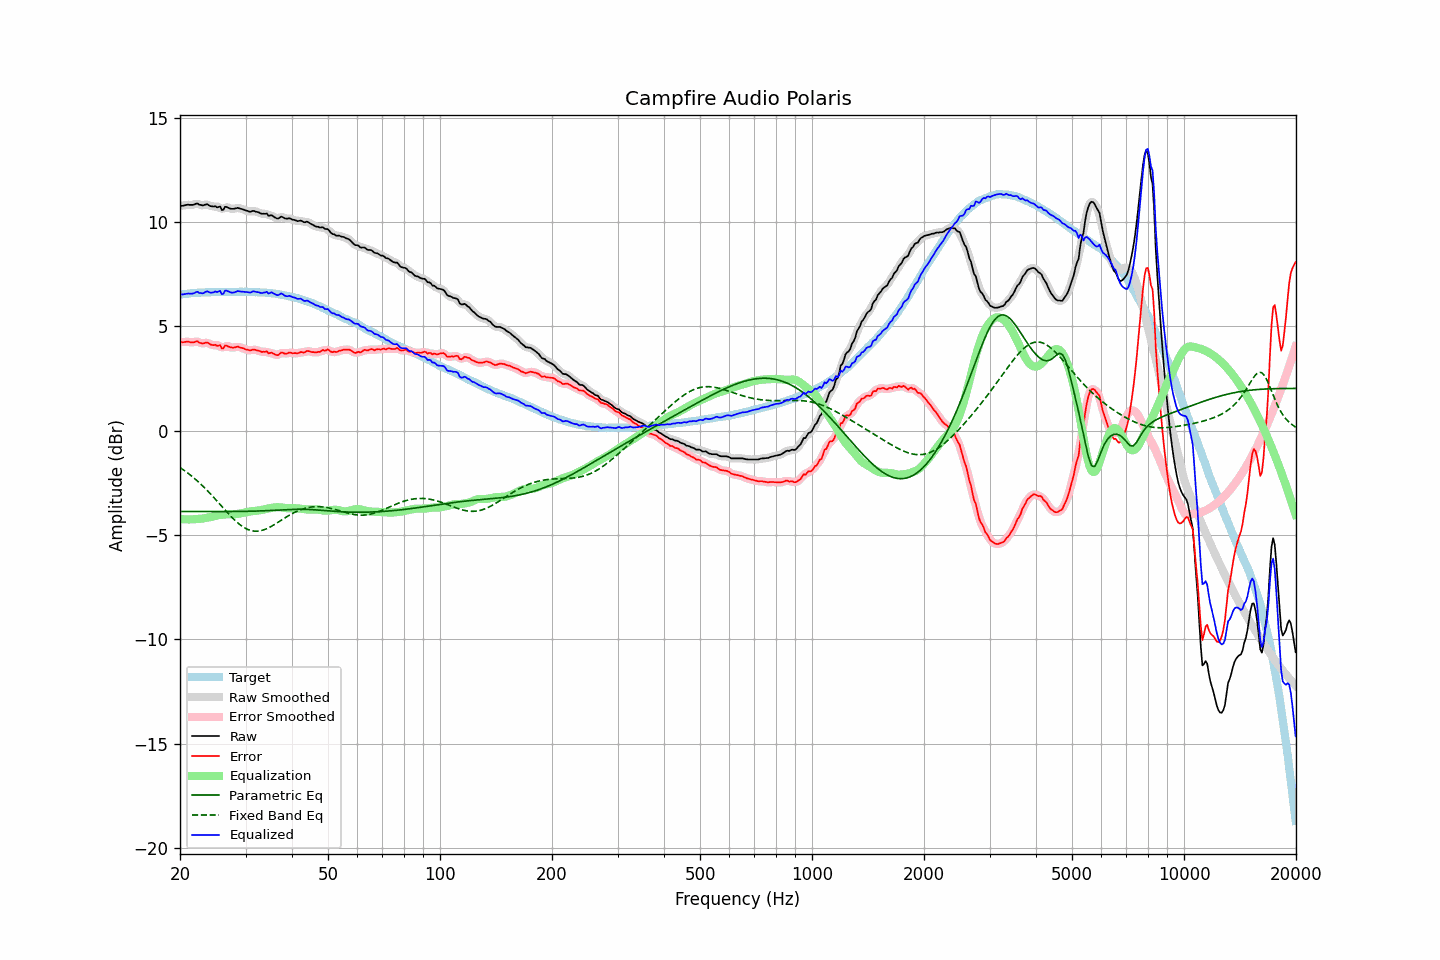 Campfire Audio Polaris
15
10
5
0
−5
−10
−15
−20
Amplitude (dBr)
Target
Raw Smoothed
Error Smoothed
Raw
Error
Equalization
Parametric Eq
Fixed Band Eq
Equalized
20
50
100
200
500
1000
2000
5000
10000
20000
Frequency (Hz)